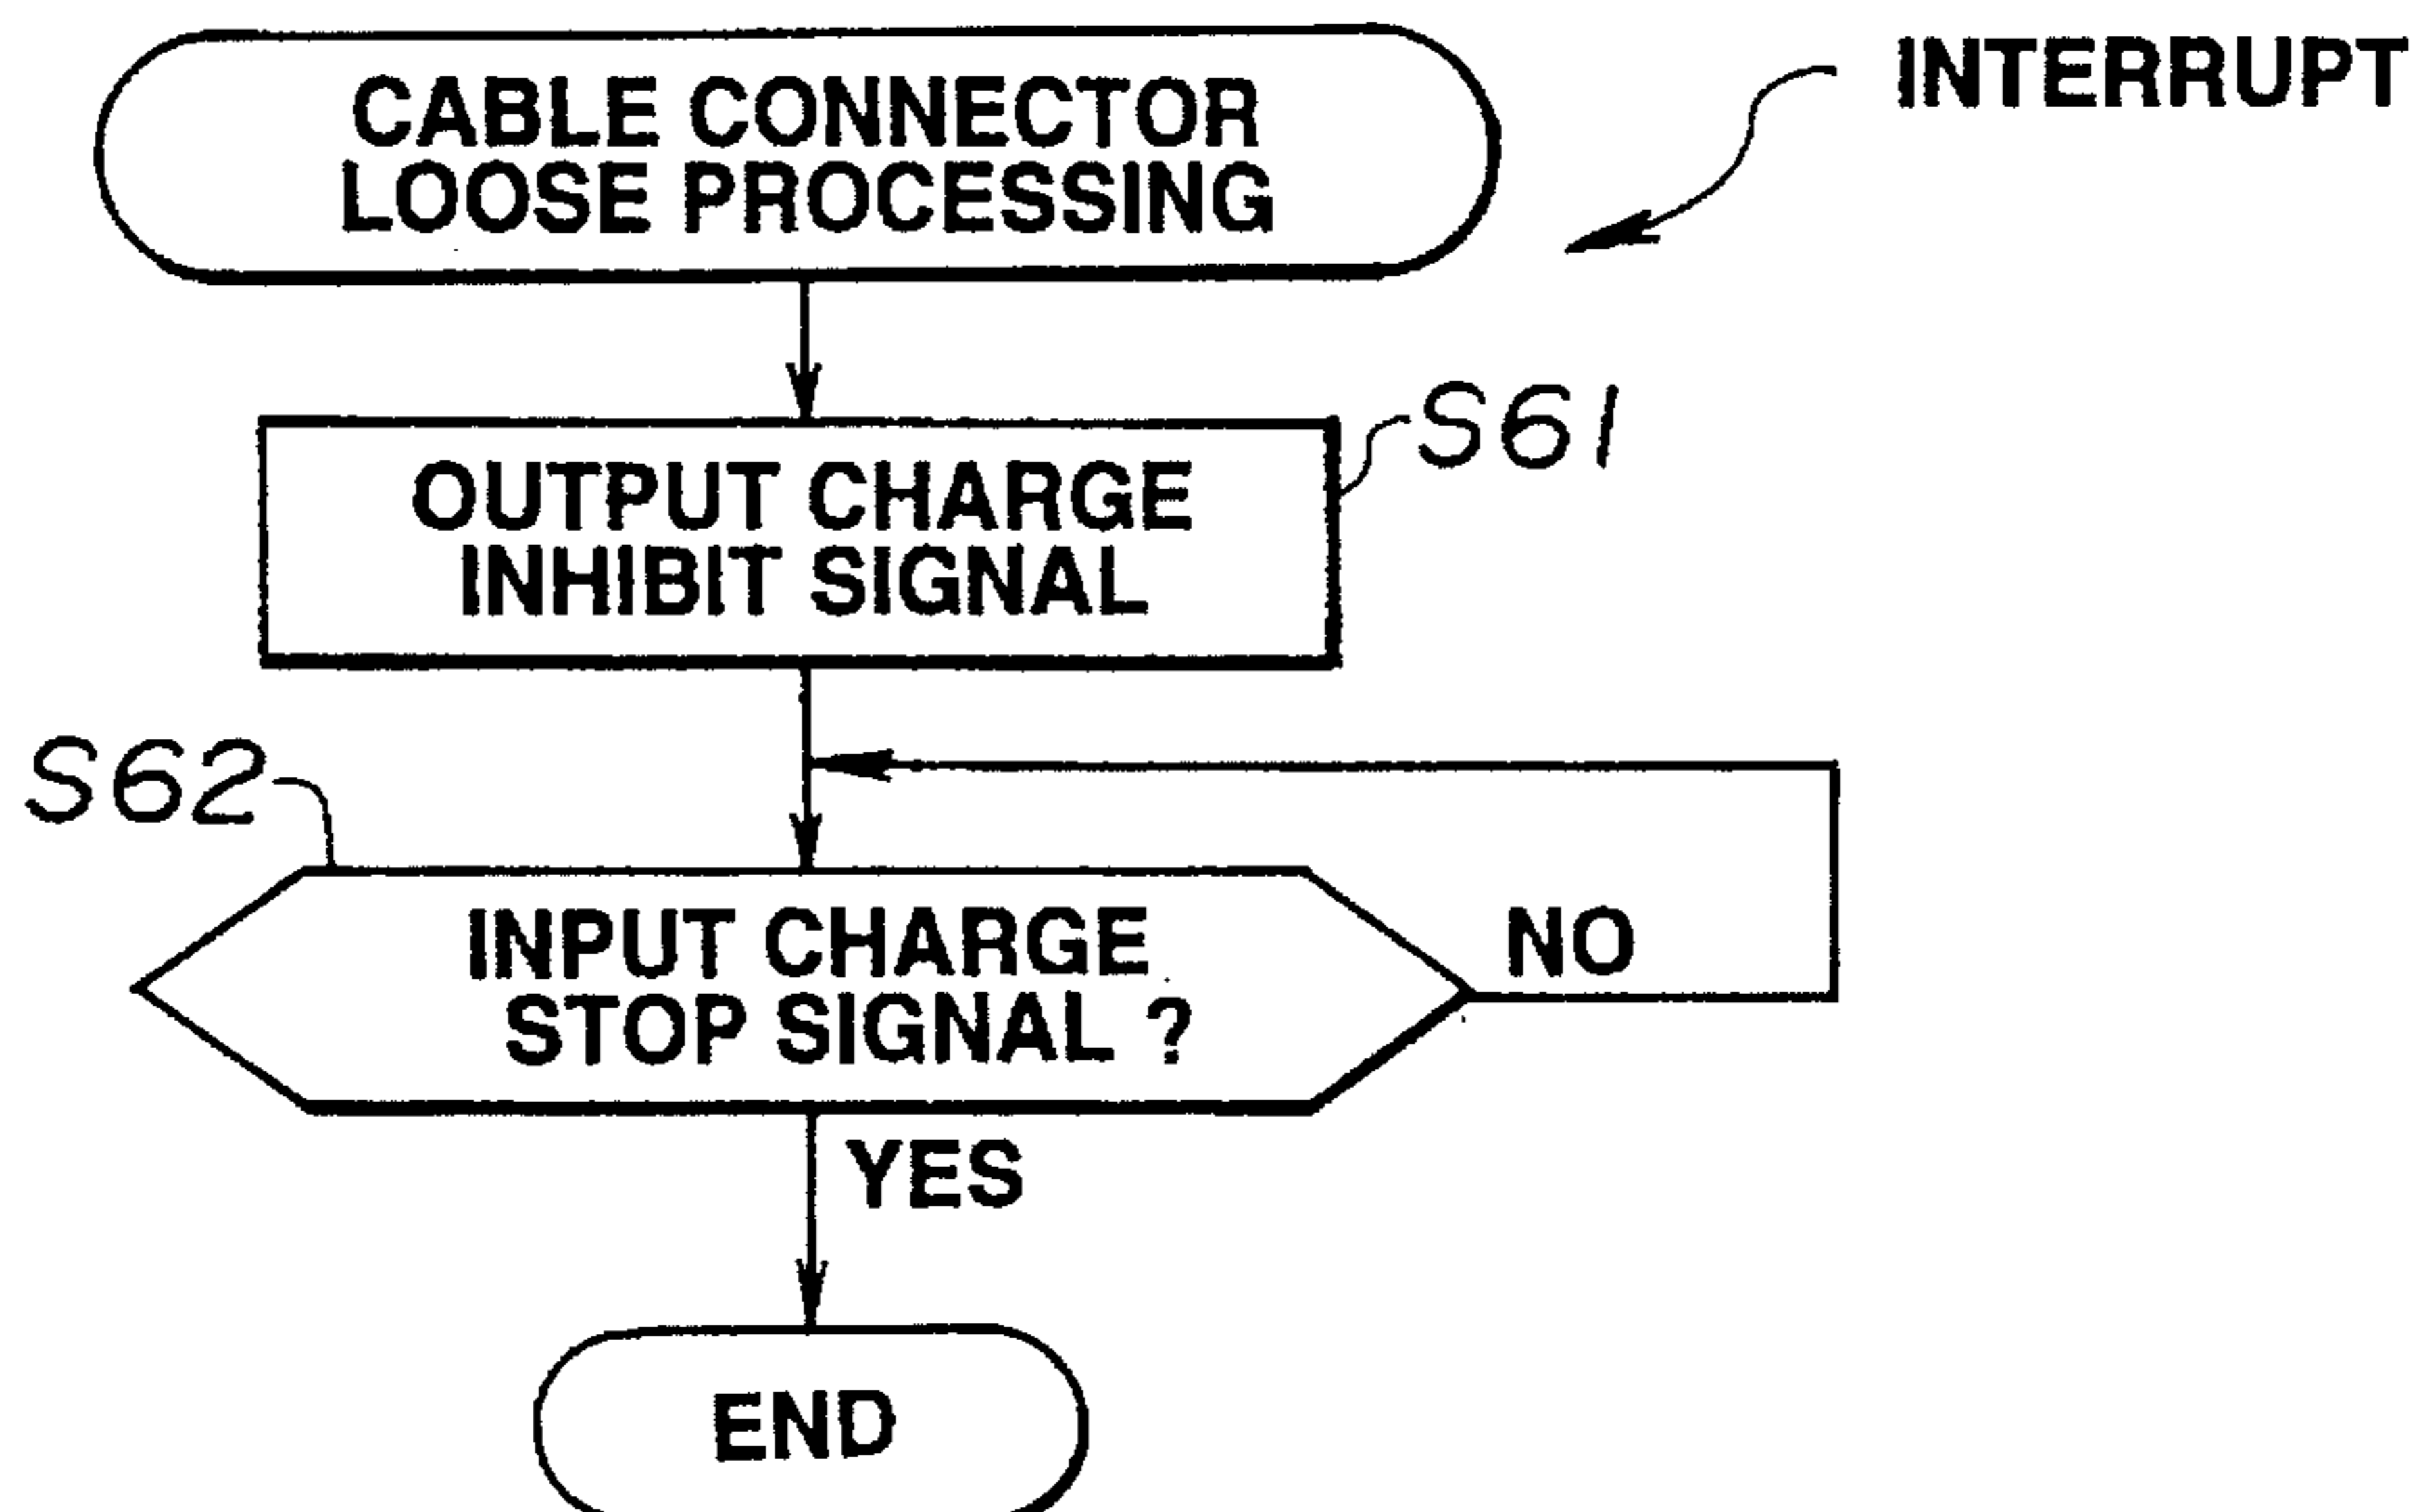 CABLE CONNECTOR
LOOSE PROCESSING
INTERRUPT
OUTPUT CHARGE
INHIBIT SIGNAL
S61
S62
INPUT CHARGE
STOP SIGNAL ?
NO
YES
END